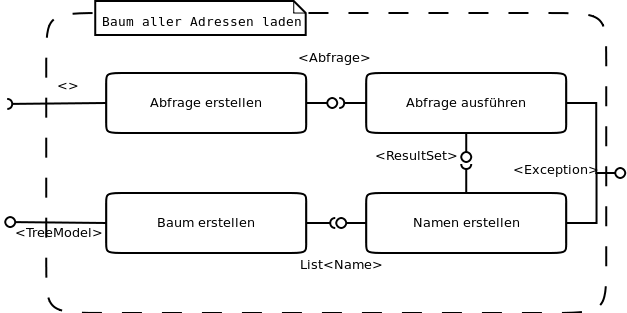 Baum aller Adressen laden
<Abfrage>
<>
Abfrage erstellen
Abfrage ausführen
<ResultSet>
<Exception>
Baum erstellen
Namen erstellen
<TreeModel>
List<Name>